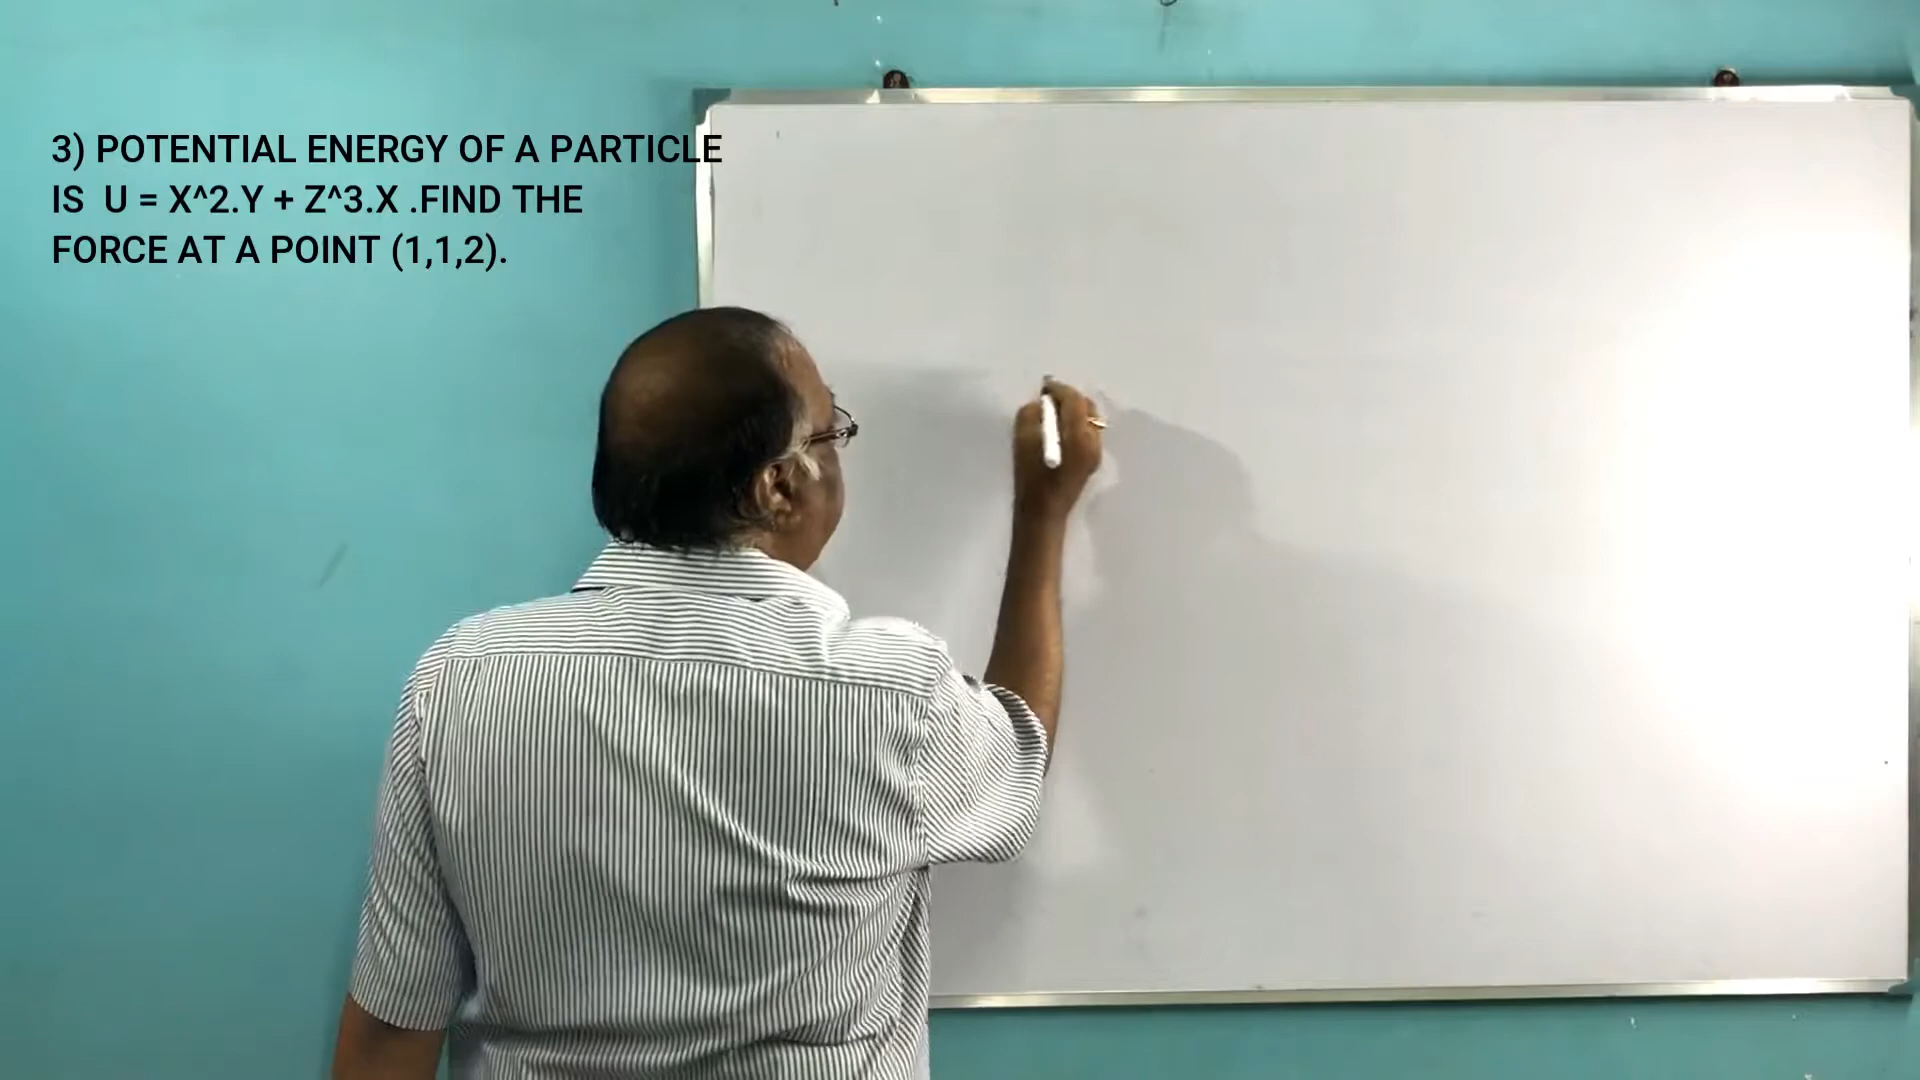 3) POTENTIAL ENERGY OF A PARTICLE
IS U = X^2.Y + Z^3.X .FIND THE
FORCE AT A POINT (1,1,2).